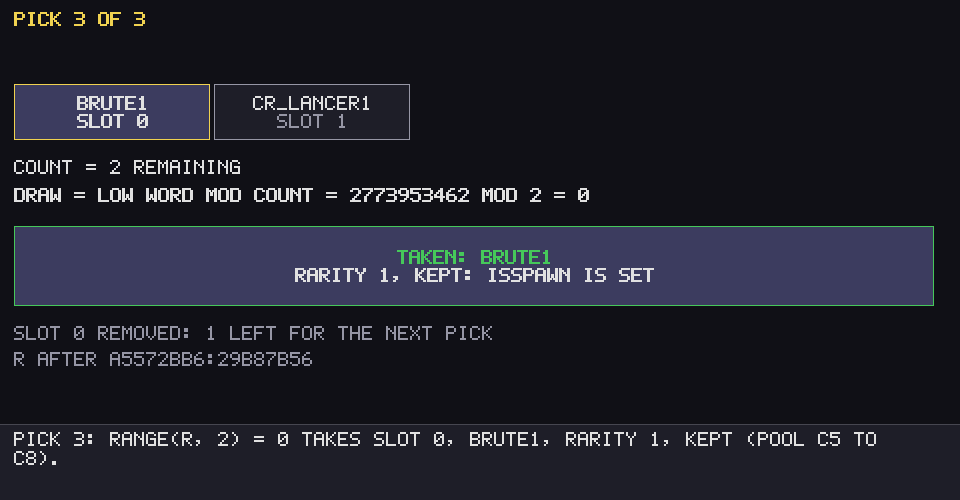 PICK 3 OF 3
BRUTE1
SLOT 0
CR_LANCER1
SLOT 1
COUNT = 2 REMAINING
DRAW = LOW WORD MOD COUNT = 2773953462 MOD 2 = 0
TAKEN: BRUTE1
RARITY 1, KEPT: ISSPAWN IS SET
SLOT 0 REMOVED: 1 LEFT FOR THE NEXT PICK
R AFTER A5572BB6:29B87B56
PICK 3: RANGE(R, 2) = 0 TAKES SLOT 0, BRUTE1, RARITY 1, KEPT (POOL C5 TO
C8).